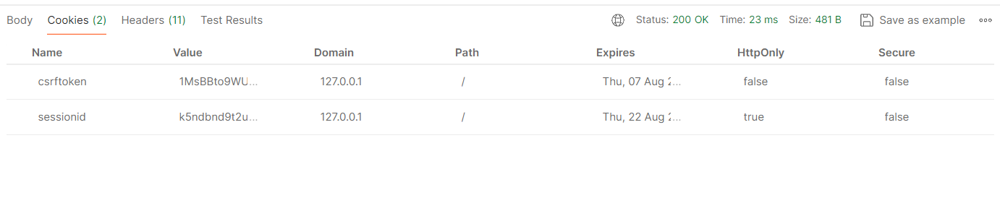 Body Cookies (2) Headers (11) Test Results Status: 200 OK Time: 23 ms Size: 481 B Save as example
Name Value Domain Path Expires HttpOnly Secure
csrftoken 1MsBBto9WU... 127.0.0.1 / Thu, 07 Aug 2... false false
sessionid k5ndbnd9t2u... 127.0.0.1 / Thu, 22 Aug 2... true false